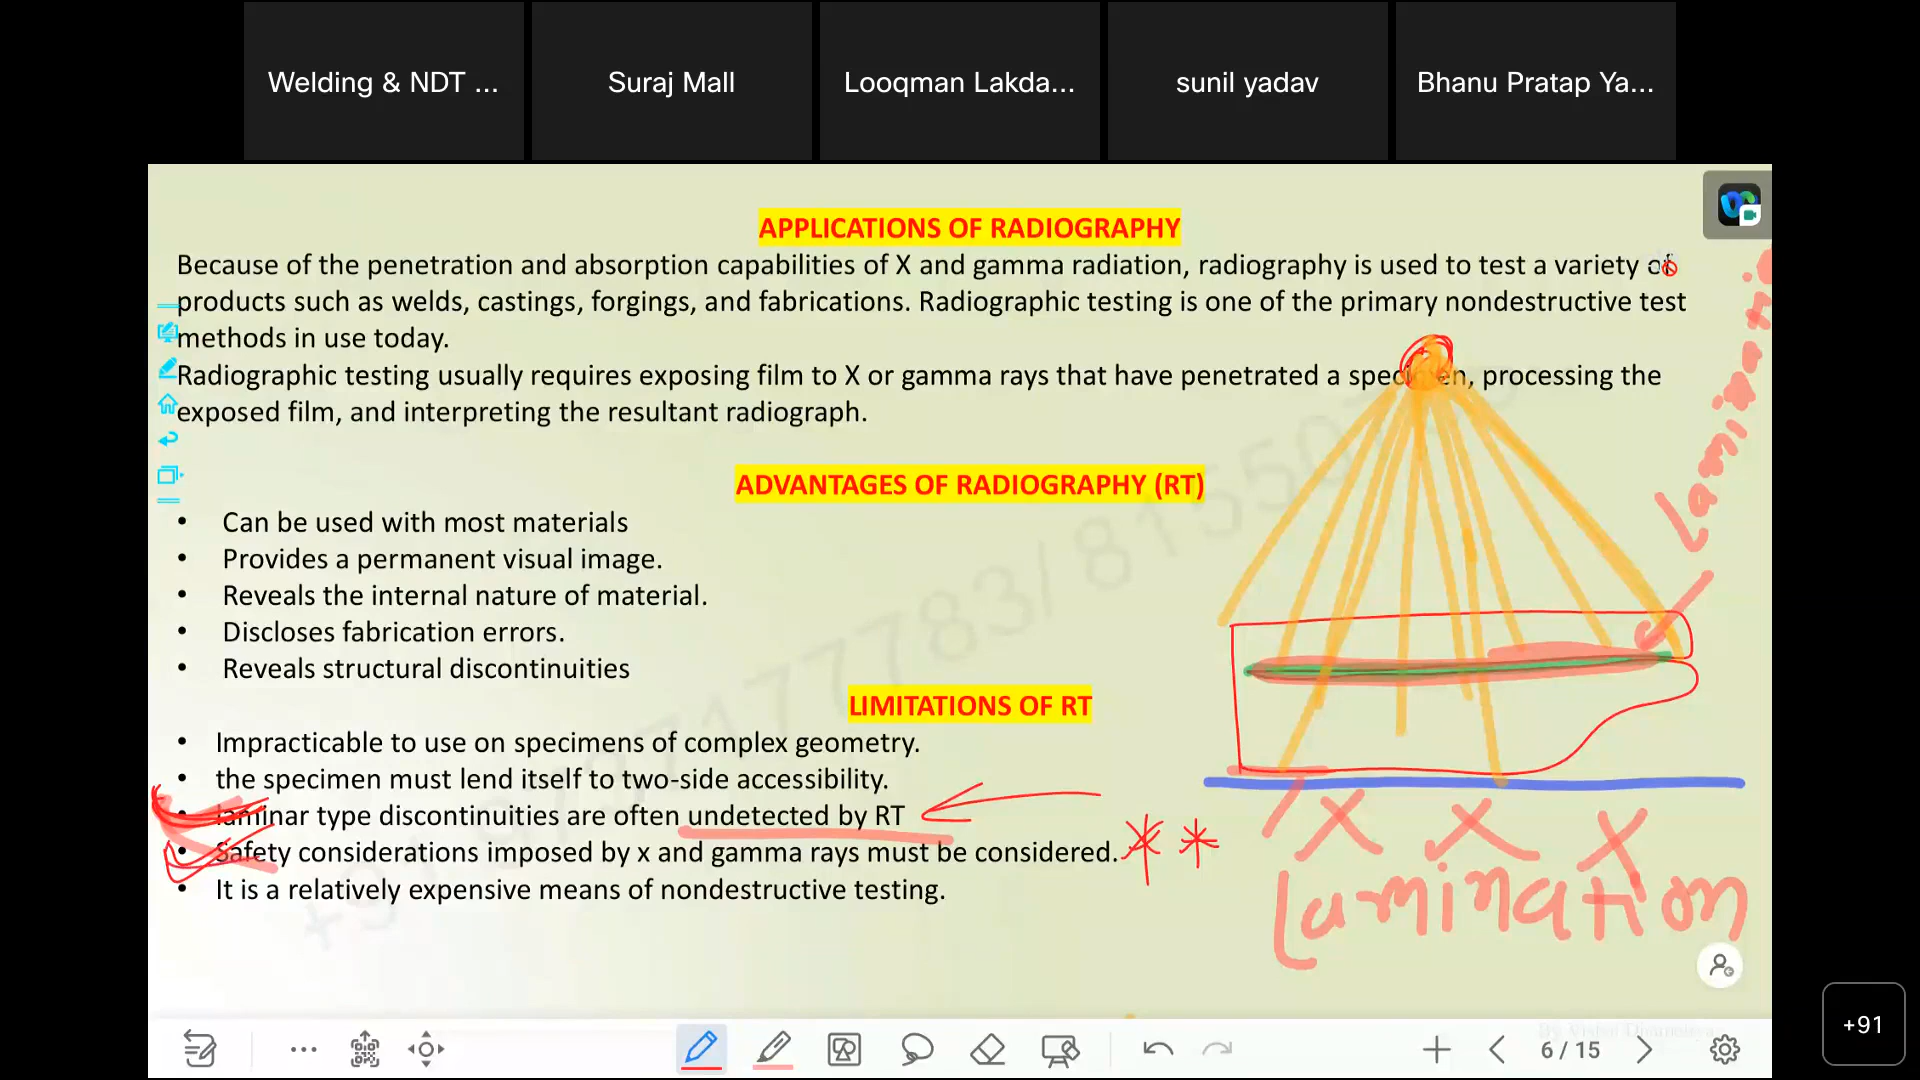 Welding & NDT ...
Suraj Mall
Looqman Lakda...
sunil yadav
Bhanu Pratap Ya...
APPLICATIONS OF RADIOGRAPHY
Because of the penetration and absorption capabilities of X and gamma radiation, radiography is used to test a variety of
products such as welds, castings, forgings, and fabrications. Radiographic testing is one of the primary nondestructive test
methods in use today.
Radiographic testing usually requires exposing film to X or gamma rays that have penetrated a specimen, processing the
exposed film, and interpreting the resultant radiograph.
ADVANTAGES OF RADIOGRAPHY (RT)
• Can be used with most materials
• Provides a permanent visual image.
• Reveals the internal nature of material.
• Discloses fabrication errors.
• Reveals structural discontinuities
LIMITATIONS OF RT
• Impracticable to use on specimens of complex geometry.
• the specimen must lend itself to two-side accessibility.
• laminar type discontinuities are often undetected by RT
• Safety considerations imposed by x and gamma rays must be considered.
• It is a relatively expensive means of nondestructive testing.
Lamination
6 / 15
+91